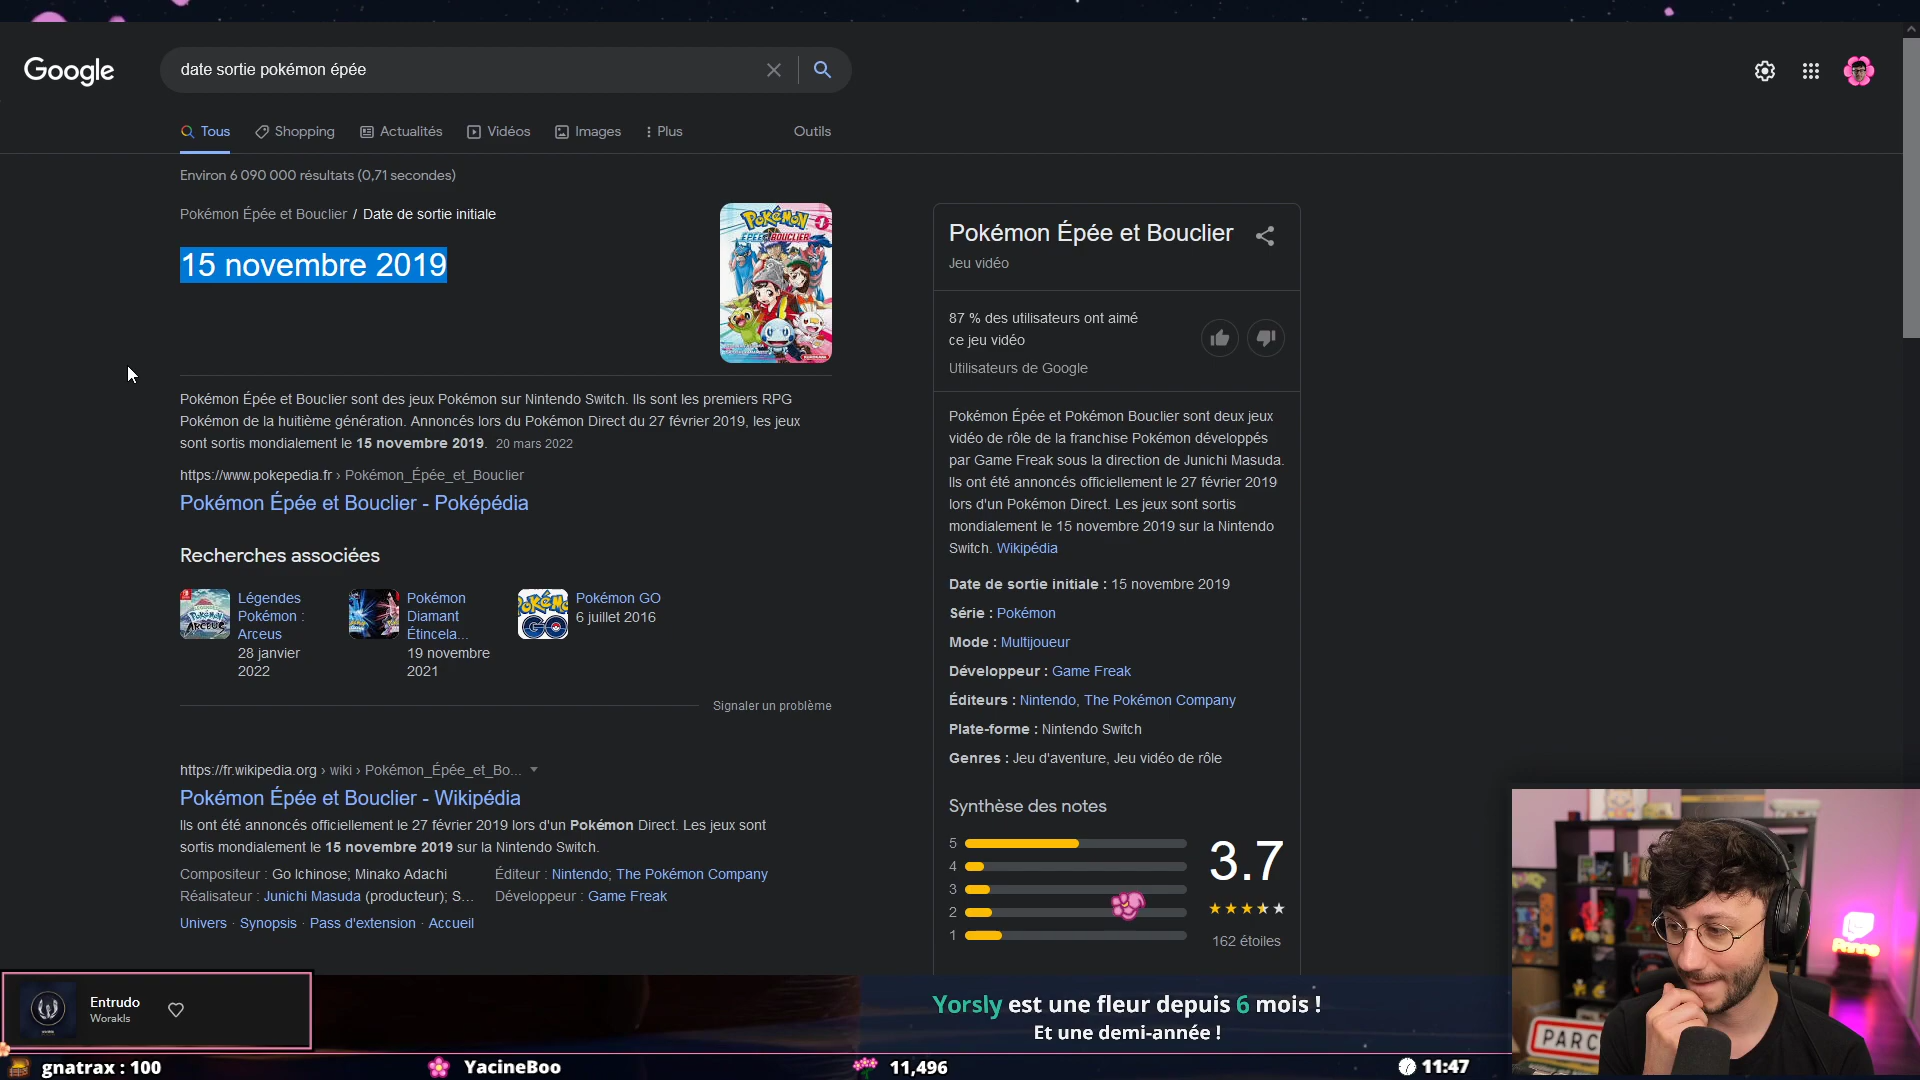 Google
date sortie pokémon épée
Tous
Shopping
Actualités
Vidéos
Images
Plus
Outils
Environ 6 090 000 résultats (0,71 secondes)
Pokémon Épée et Bouclier / Date de sortie initiale
15 novembre 2019
POKÉMON
Pokémon Épée et Bouclier sont des jeux Pokémon sur Nintendo Switch. Ils sont les premiers RPG
Pokémon de la huitième génération. Annoncés lors du Pokémon Direct du 27 février 2019, les jeux
sont sortis mondialement le 15 novembre 2019. 20 mars 2022
https://www.pokepedia.fr › Pokémon_Épée_et_Bouclier
Pokémon Épée et Bouclier - Poképédia
Recherches associées
Légendes
Pokémon :
Arceus
28 janvier
2022
Pokémon
Diamant
Étincela...
19 novembre
2021
Pokémon GO
6 juillet 2016
Signaler un problème
https://fr.wikipedia.org › wiki › Pokémon_Épée_et_Bo...
Pokémon Épée et Bouclier - Wikipédia
Ils ont été annoncés officiellement le 27 février 2019 lors d'un Pokémon Direct. Les jeux sont
sortis mondialement le 15 novembre 2019 sur la Nintendo Switch.
Compositeur : Go Ichinose; Minako Adachi
Éditeur : Nintendo; The Pokémon Company
Réalisateur : Junichi Masuda (producteur); S...
Développeur : Game Freak
Univers · Synopsis · Pass d'extension · Accueil
Pokémon Épée et Bouclier
Jeu vidéo
87 % des utilisateurs ont aimé
ce jeu vidéo
Utilisateurs de Google
Pokémon Épée et Pokémon Bouclier sont deux jeux
vidéo de rôle de la franchise Pokémon développés
par Game Freak sous la direction de Junichi Masuda.
Ils ont été annoncés officiellement le 27 février 2019
lors d'un Pokémon Direct. Les jeux sont sortis
mondialement le 15 novembre 2019 sur la Nintendo
Switch. Wikipédia
Date de sortie initiale : 15 novembre 2019
Série : Pokémon
Mode : Multijoueur
Développeur : Game Freak
Éditeurs : Nintendo, The Pokémon Company
Plate-forme : Nintendo Switch
Genres : Jeu d'aventure, Jeu vidéo de rôle
Synthèse des notes
5
4
3
2
1
3.7
162 étoiles
Entrudo
Worakls
Yorsly est une fleur depuis 6 mois !
Et une demi-année !
gnatrax : 100
YacineBoo
11,496
11:47
PARC